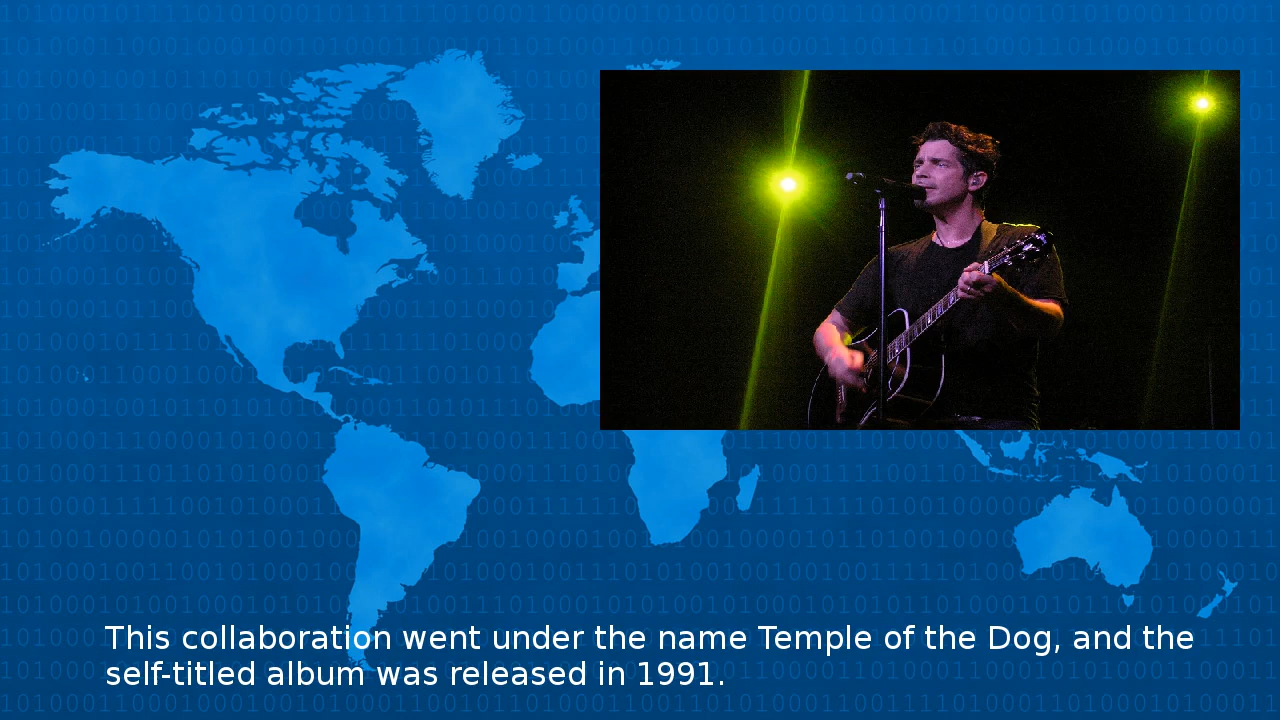 This collaboration went under the name Temple of the Dog, and the
self-titled album was released in 1991.